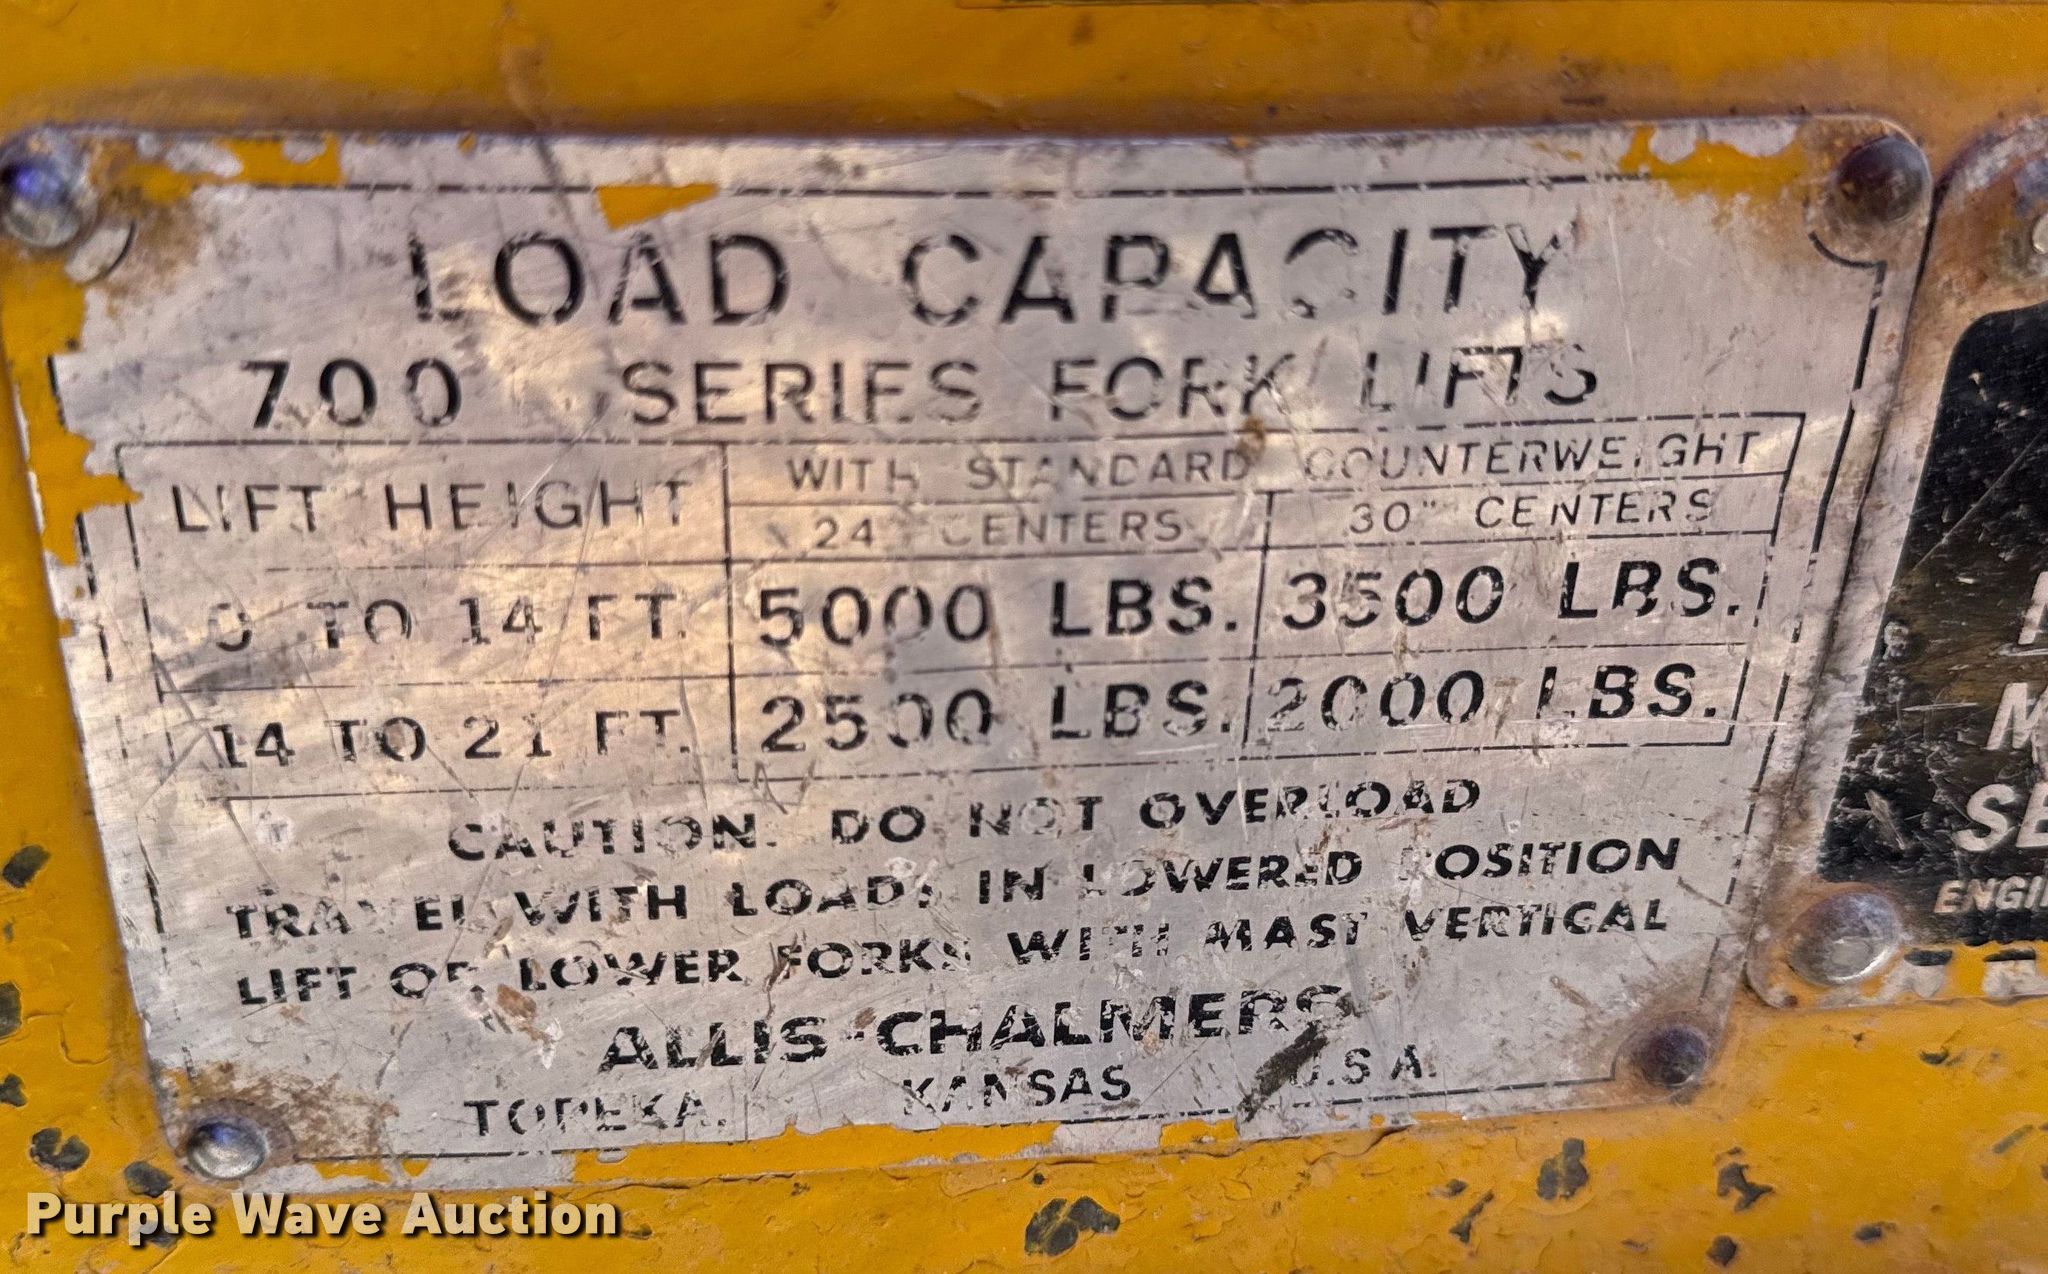 LOAD CAPACITY
700 SERIES FORK LIFTS
LIFT HEIGHT
WITH STANDARD COUNTERWEIGHT
24" CENTERS 30" CENTERS
0 TO 14 FT. 5000 LBS. 3500 LBS.
14 TO 21 FT. 2500 LBS. 2000 LBS.
CAUTION. DO NOT OVERLOAD
TRAVEL WITH LOADS IN LOWERED POSITION
LIFT OR LOWER FORKS WITH MAST VERTICAL
ALLIS-CHALMERS
TOPEKA, KANSAS U.S.A.
Purple Wave Auction